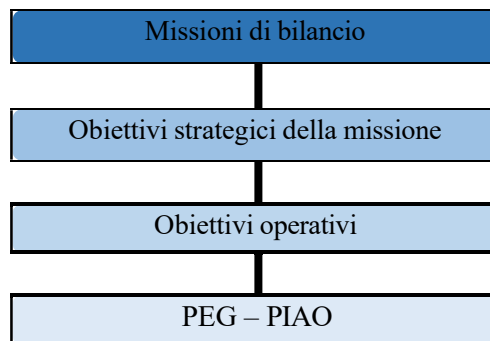 Missioni di bilancio
Obiettivi strategici della missione
Obiettivi operativi
PEG – PIAO